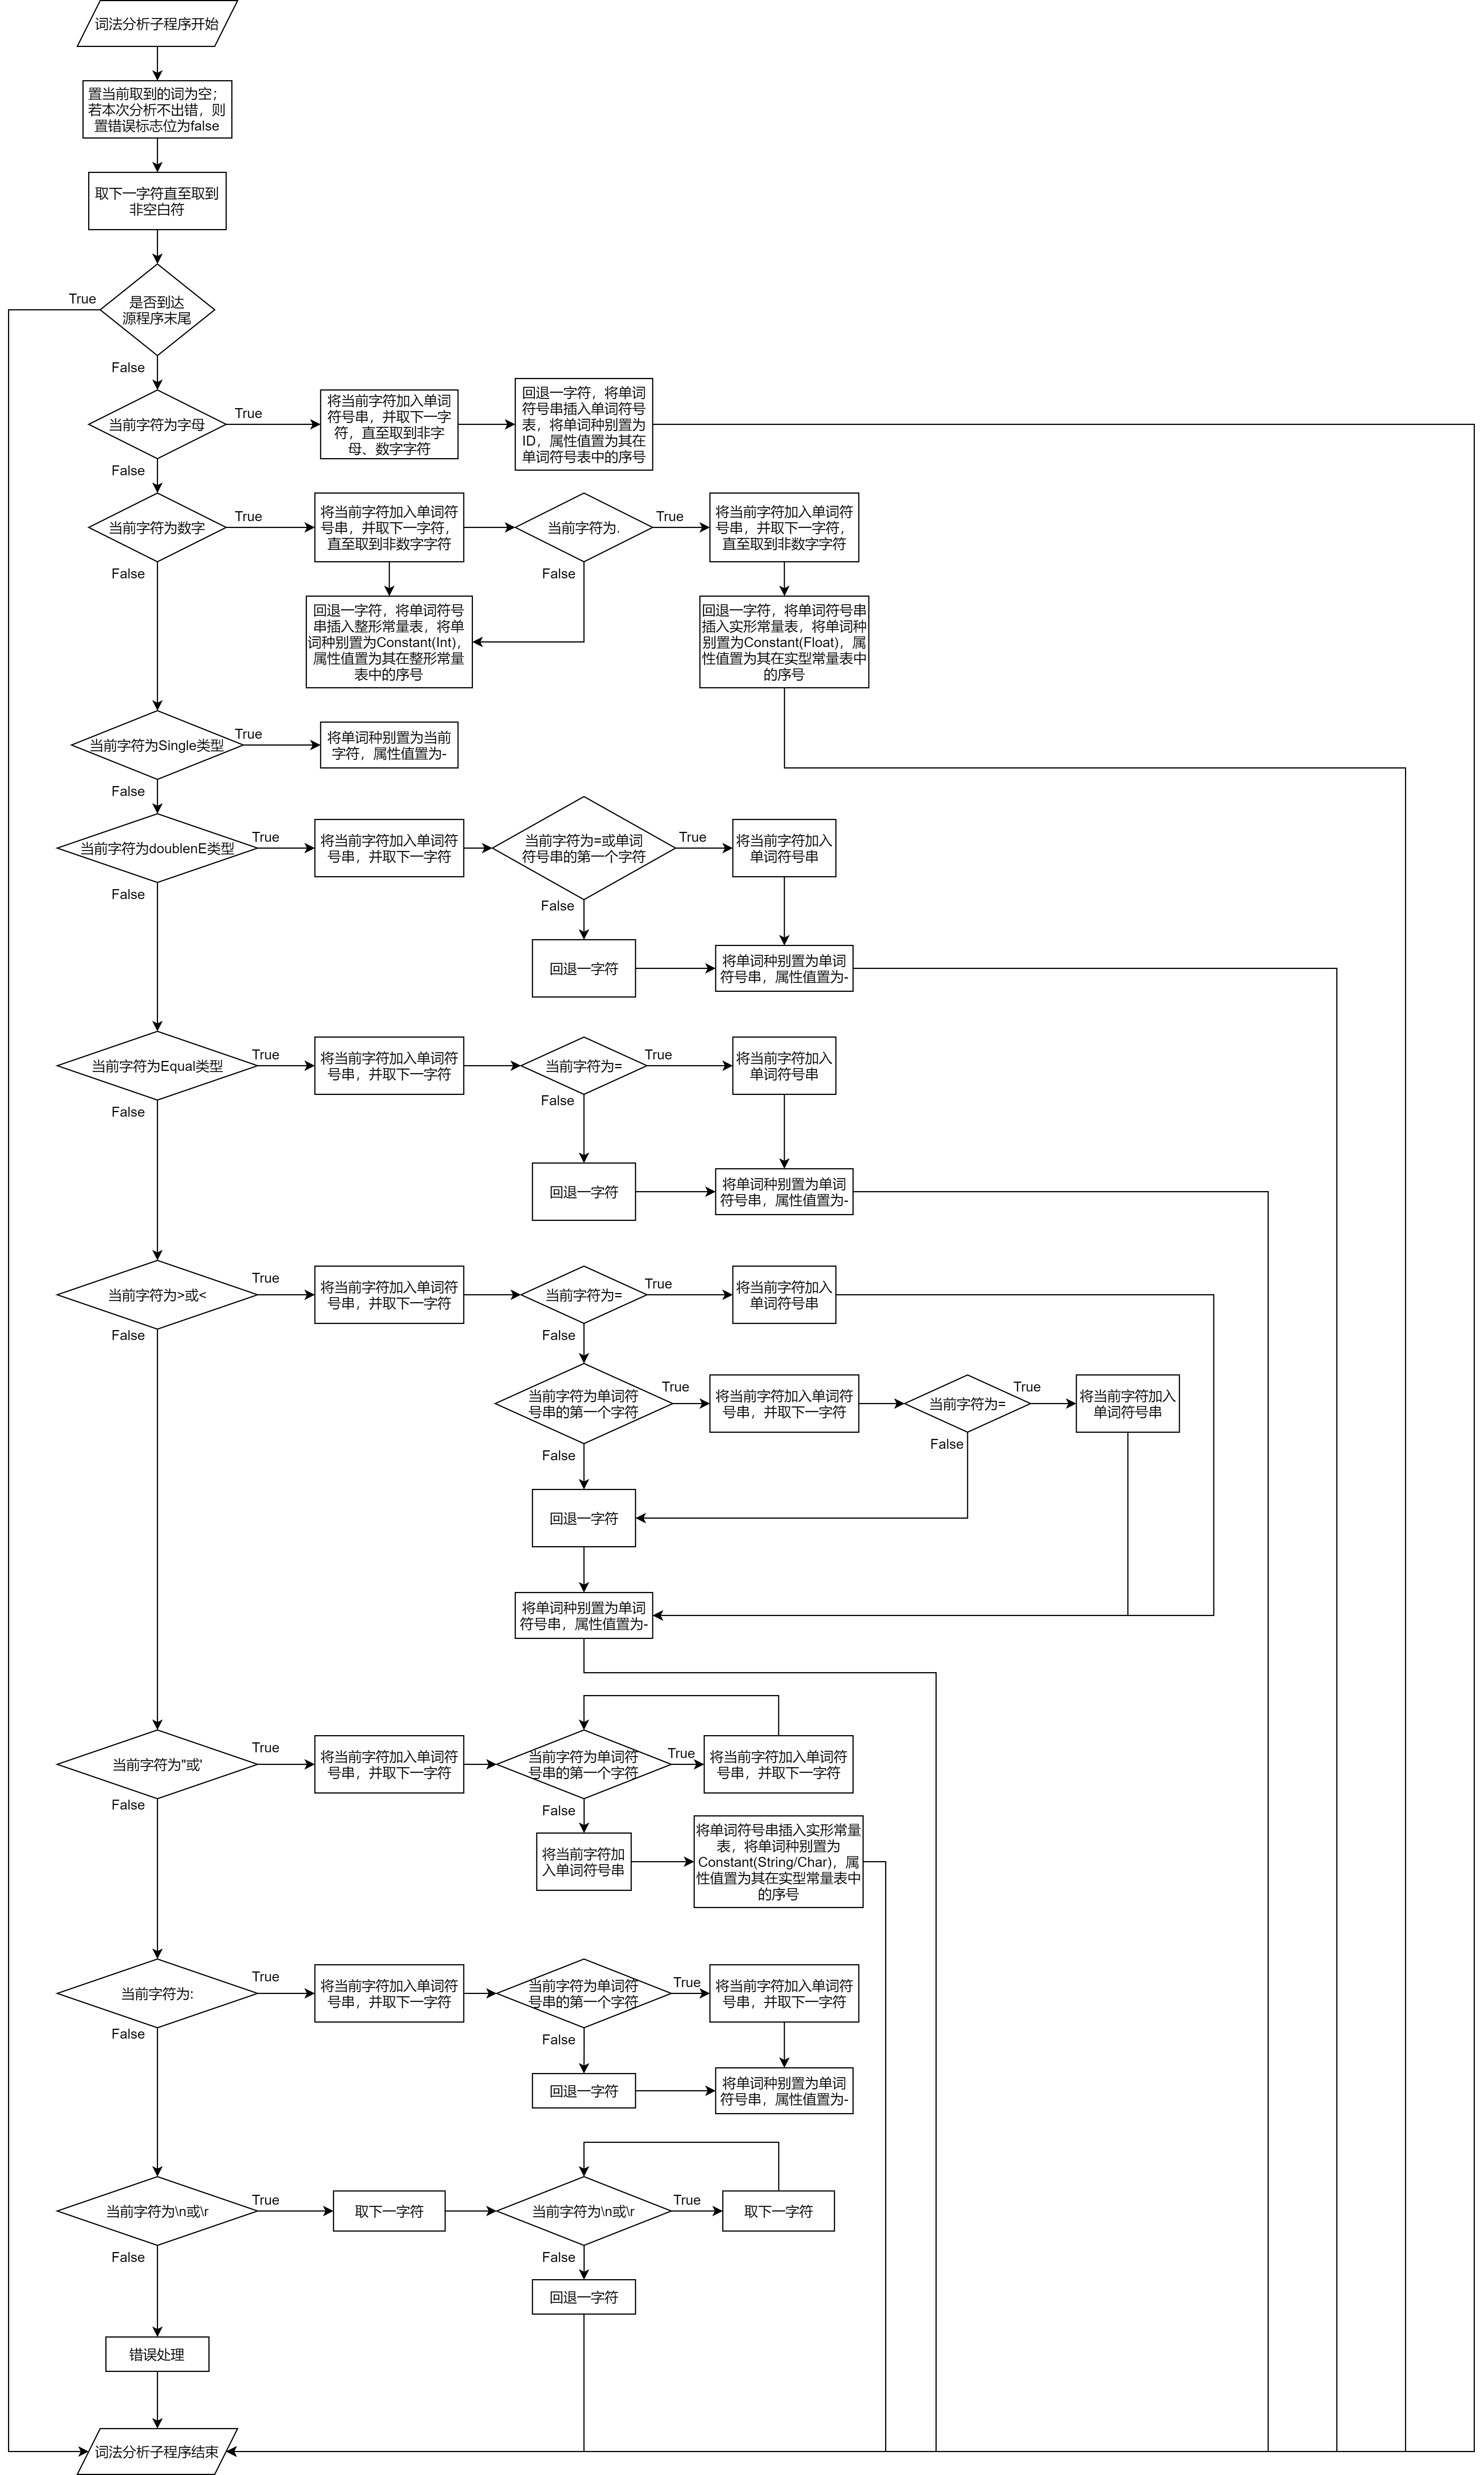 词法分析子程序开始
置当前取到的词为空；
若本次分析不出错，则
置错误标志位为false
取下一字符直至取到
非空白符
是否到达
源程序末尾
True
False
当前字符为字母
True
将当前字符加入单词
符号串，并取下一字
符，直至取到非字
母、数字字符
回退一字符，将单词
符号串插入单词符号
表，将单词种别置为
ID，属性值置为其在
单词符号表中的序号
False
当前字符为数字
True
将当前字符加入单词符
号串，并取下一字符，
直至取到非数字字符
当前字符为.
True
将当前字符加入单词符
号串，并取下一字符，
直至取到非数字字符
False
False
回退一字符，将单词符号
串插入整形常量表，将单
词种别置为Constant(Int)，
属性值置为其在整形常量
表中的序号
回退一字符，将单词符号串
插入实形常量表，将单词种
别置为Constant(Float)，属
性值置为其在实型常量表中
的序号
当前字符为Single类型
True
将单词种别置为当前
字符，属性值置为-
False
当前字符为doublenE类型
True
将当前字符加入单词符
号串，并取下一字符
当前字符为=或单词
符号串的第一个字符
True
将当前字符加入
单词符号串
False
False
回退一字符
将单词种别置为单词
符号串，属性值置为-
当前字符为Equal类型
True
将当前字符加入单词符
号串，并取下一字符
当前字符为=
True
将当前字符加入
单词符号串
False
False
回退一字符
将单词种别置为单词
符号串，属性值置为-
当前字符为>或<
True
将当前字符加入单词符
号串，并取下一字符
当前字符为=
True
将当前字符加入
单词符号串
False
False
当前字符为单词符
号串的第一个字符
True
将当前字符加入单词符
号串，并取下一字符
当前字符为=
True
将当前字符加入
单词符号串
False
False
回退一字符
将单词种别置为单词
符号串，属性值置为-
当前字符为"或'
True
将当前字符加入单词符
号串，并取下一字符
当前字符为单词符
号串的第一个字符
True
将当前字符加入单词符
号串，并取下一字符
False
False
将当前字符加
入单词符号串
将单词符号串插入实形常量
表，将单词种别置为
Constant(String/Char)，属
性值置为其在实型常量表中
的序号
当前字符为:
True
将当前字符加入单词符
号串，并取下一字符
当前字符为单词符
号串的第一个字符
True
将当前字符加入单词符
号串，并取下一字符
False
False
回退一字符
将单词种别置为单词
符号串，属性值置为-
当前字符为\n或\r
True
取下一字符
当前字符为\n或\r
True
取下一字符
False
False
回退一字符
错误处理
词法分析子程序结束